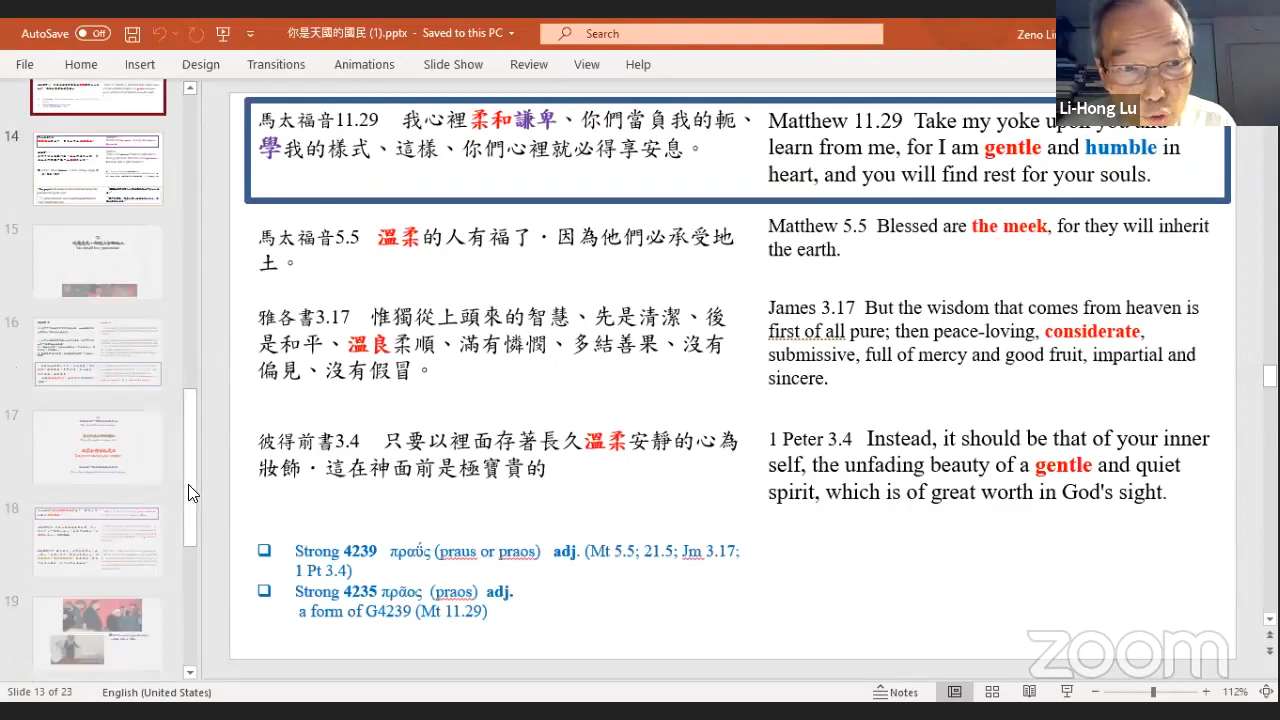 AutoSave
Off
你是天國的國民 (1).pptx - Saved to this PC
Search
Zeno Li
File Home Insert Design Transitions Animations Slide Show Review View Help
Li-Hong Lu
14
15
16
17
18
19
馬太福音11.29 我心裡柔和謙卑、你們當負我的軛、
學我的樣式、這樣、你們心裡就必得享安息。
Matthew 11.29 Take my yoke upon you and
learn from me, for I am gentle and humble in
heart, and you will find rest for your souls.
馬太福音5.5 溫柔的人有福了．因為他們必承受地
土。
Matthew 5.5 Blessed are the meek, for they will inherit
the earth.
雅各書3.17 惟獨從上頭來的智慧、先是清潔、後
是和平、溫良柔順、滿有憐憫、多結善果、沒有
偏見、沒有假冒。
James 3.17 But the wisdom that comes from heaven is
first of all pure; then peace-loving, considerate,
submissive, full of mercy and good fruit, impartial and
sincere.
彼得前書3.4 只要以裡面存著長久溫柔安靜的心為
妝飾．這在神面前是極寶貴的
1 Peter 3.4 Instead, it should be that of your inner
self, the unfading beauty of a gentle and quiet
spirit, which is of great worth in God's sight.
Strong 4239 πραΰς (praus or praos) adj. (Mt 5.5; 21.5; Jm 3.17;
1 Pt 3.4)
Strong 4235 πρᾶος (praos) adj.
a form of G4239 (Mt 11.29)
zoom
Slide 13 of 23 English (United States)
Notes
112%